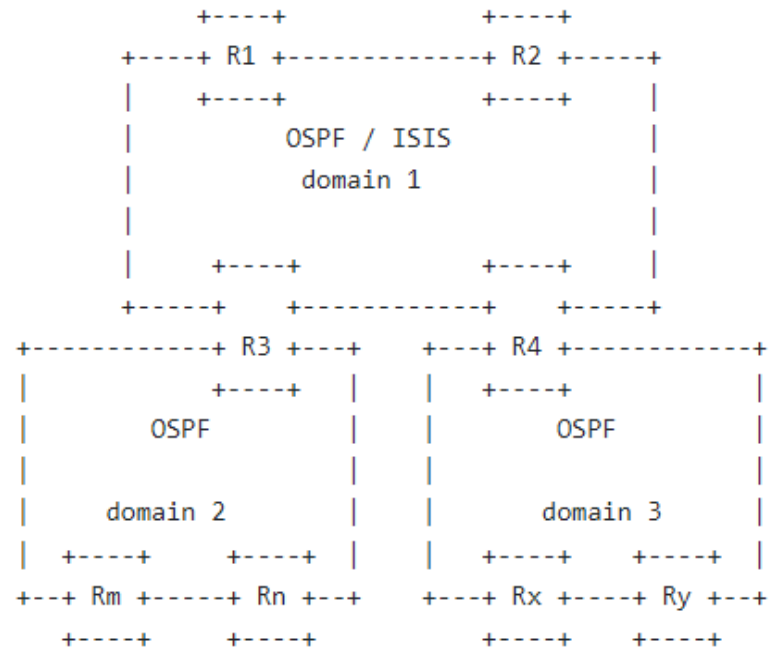 R1 R2
OSPF / ISIS
domain 1
R3 R4
OSPF OSPF
domain 2 domain 3
Rm Rn Rx Ry